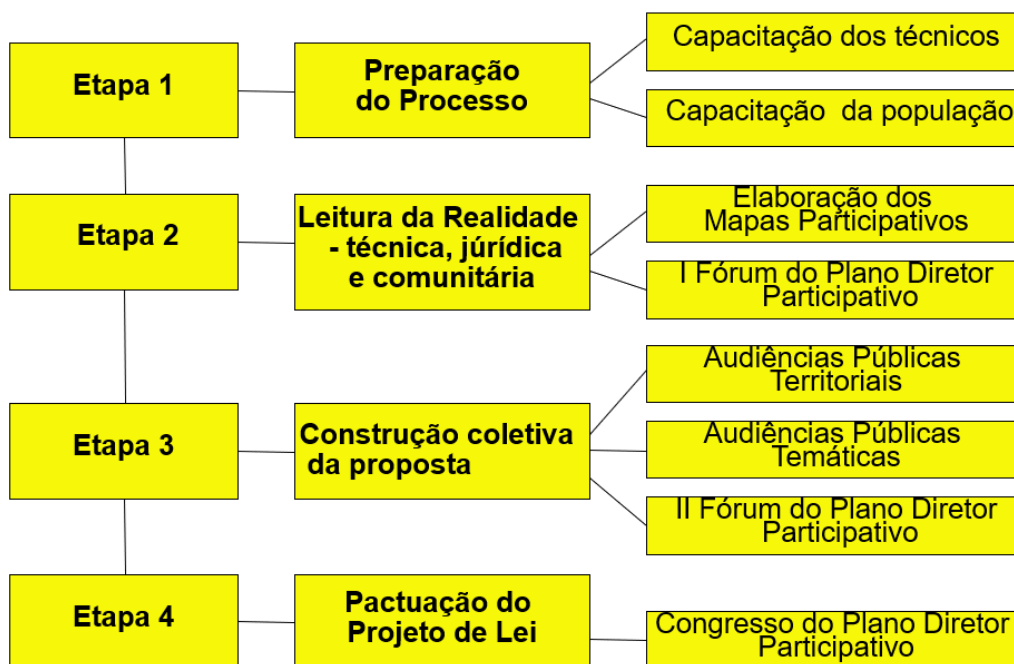 Etapa 1
Preparação
do Processo
Capacitação dos técnicos
Capacitação da população
Etapa 2
Leitura da Realidade
- técnica, júrídica
e comunitária
Elaboração dos
Mapas Participativos
I Fórum do Plano Diretor
Participativo
Etapa 3
Construção coletiva
da proposta
Audiências Públicas
Territoriais
Audiências Públicas
Temáticas
II Fórum do Plano Diretor
Participativo
Etapa 4
Pactuação do
Projeto de Lei
Congresso do Plano Diretor
Participativo